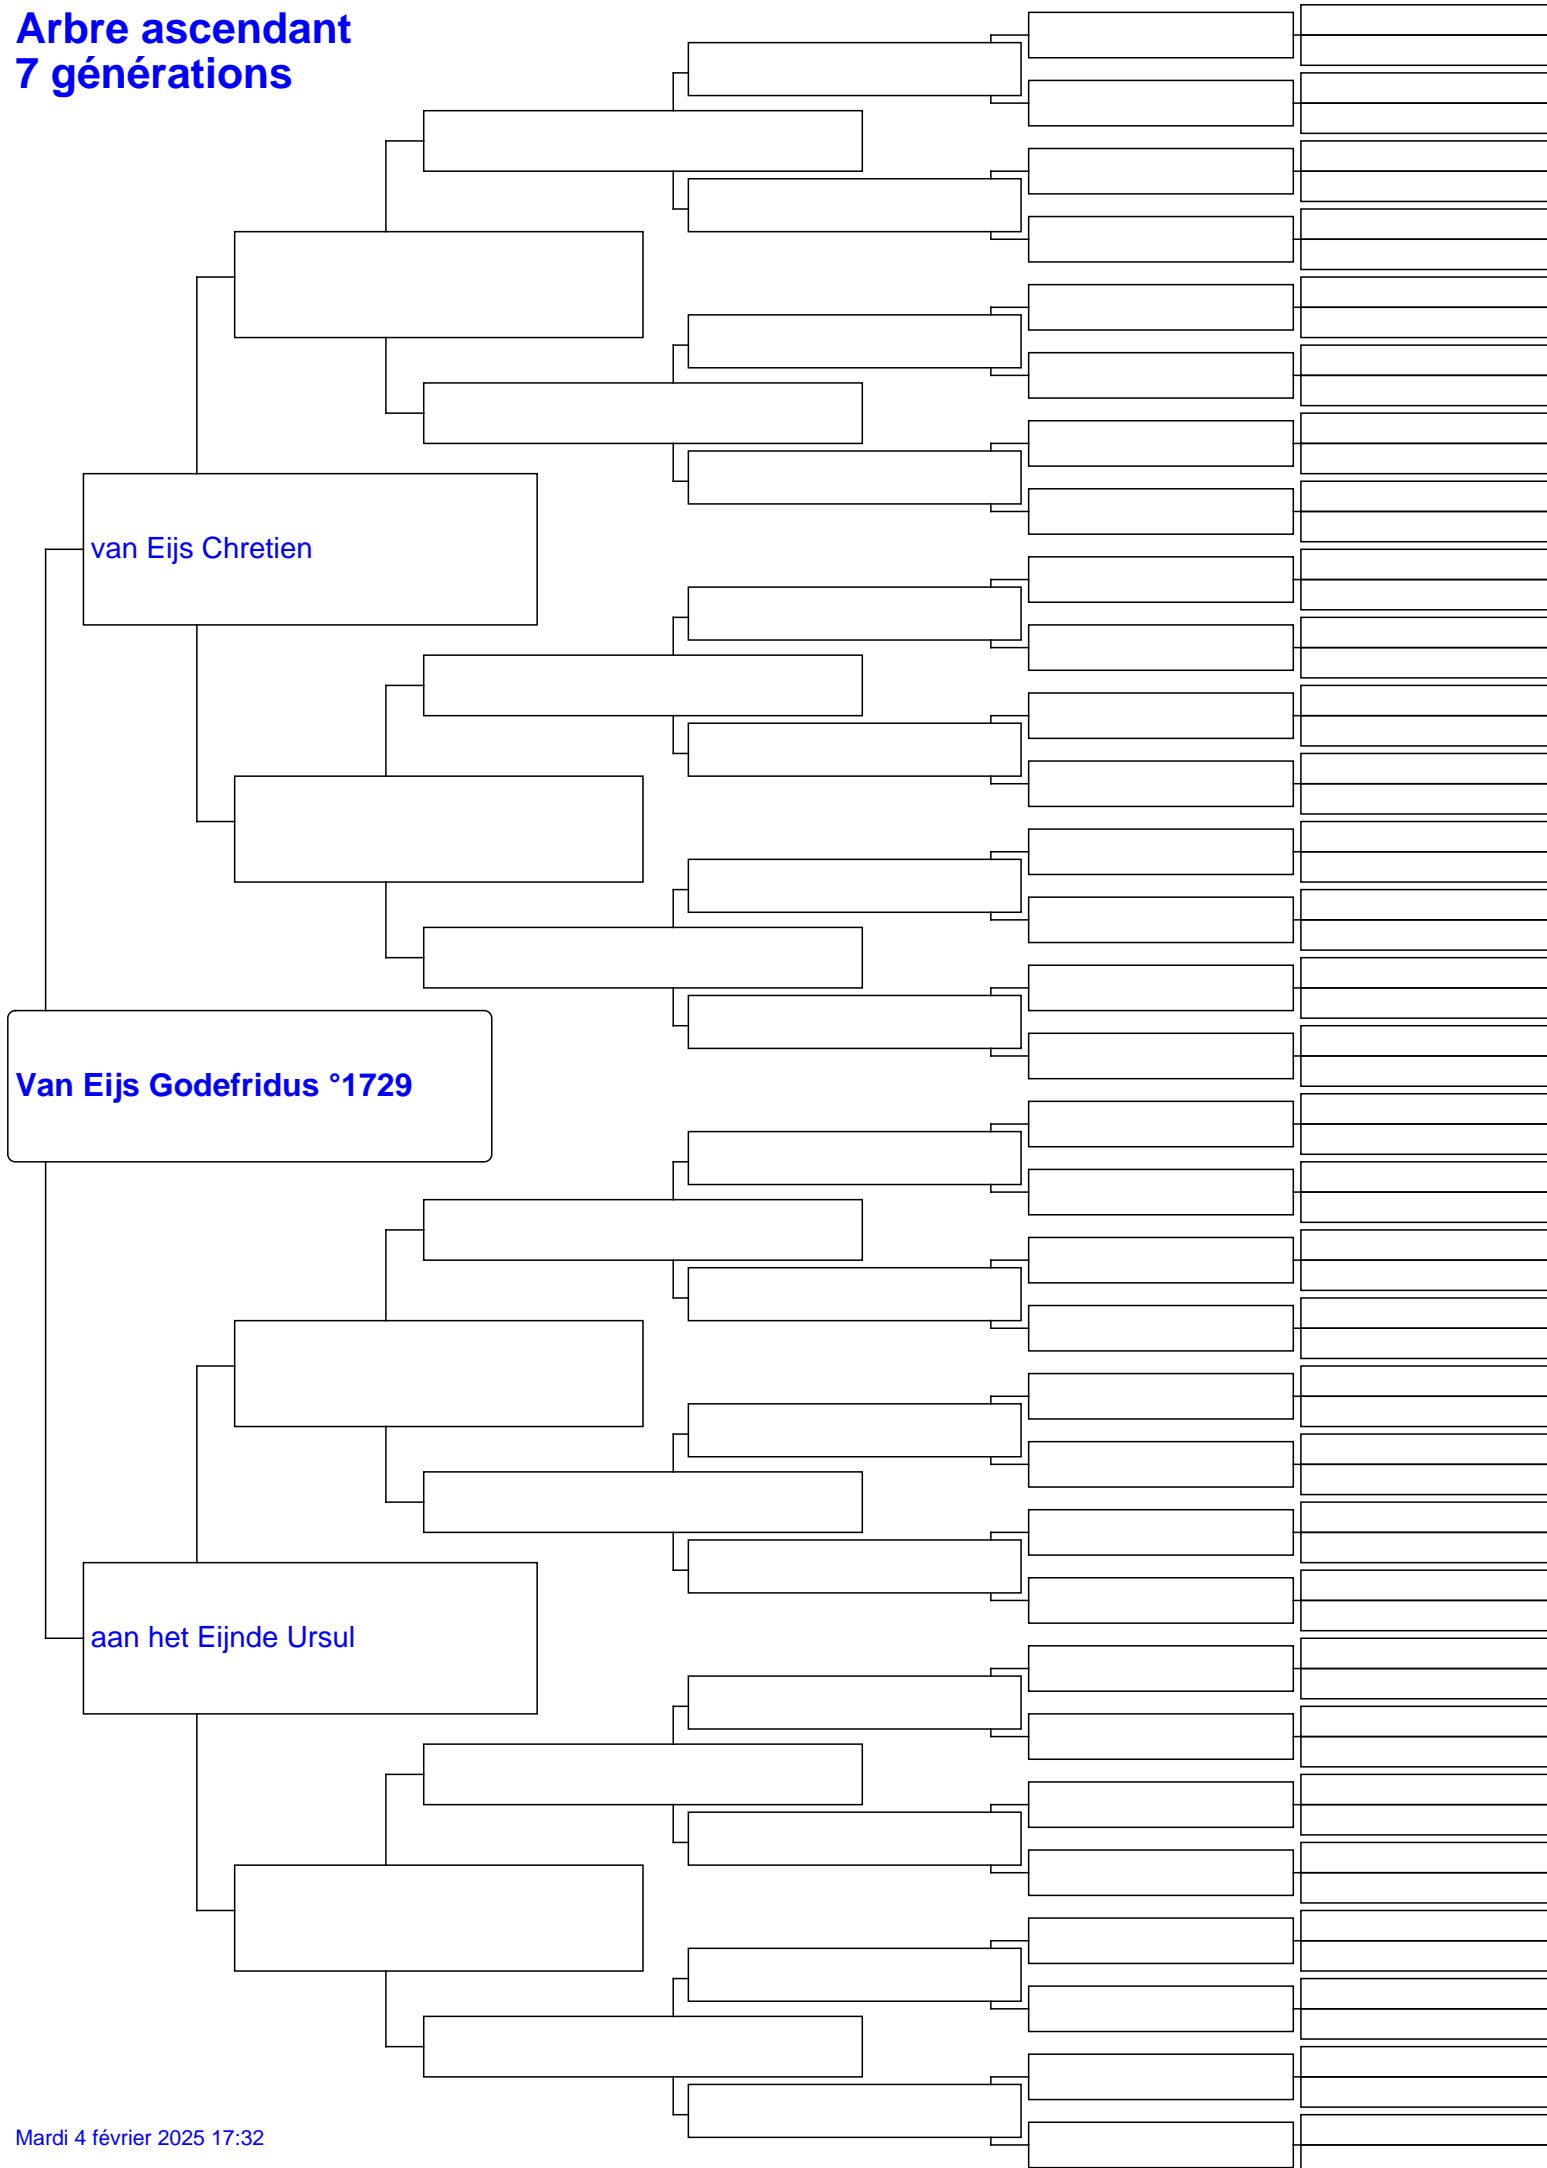 Arbre ascendant
7 générations
van Eijs Chretien
Van Eijs Godefridus °1729
aan het Eijnde Ursul
Mardi 4 février 2025 17:32